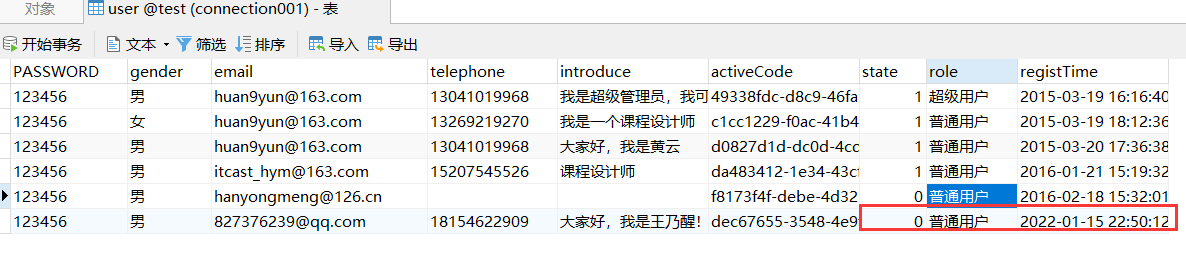 对象 user @test (connection001) - 表
开始事务 文本 筛选 排序 导入 导出
PASSWORD gender email telephone introduce activeCode state role registTime
123456 男 huan9yun@163.com 13041019968 我是超级管理员，我可 49338fdc-d8c9-46fa 1 超级用户 2015-03-19 16:16:40
123456 女 huan9yun@163.com 13269219270 我是一个课程设计师 c1cc1229-f0ac-41b4 1 普通用户 2015-03-19 18:12:36
123456 男 huan9yun@163.com 13041019968 大家好，我是黄云 d0827d1d-dc0d-4cc 1 普通用户 2015-03-20 17:36:38
123456 男 itcast_hym@163.com 15207545526 课程设计师 da483412-1e34-43cf 1 普通用户 2016-01-21 15:19:32
123456 男 hanyongmeng@126.cn f8173f4f-debe-4d32 0 普通用户 2016-02-18 15:32:01
123456 男 827376239@qq.com 18154622909 大家好，我是王乃醒！ dec67655-3548-4e9 0 普通用户 2022-01-15 22:50:12